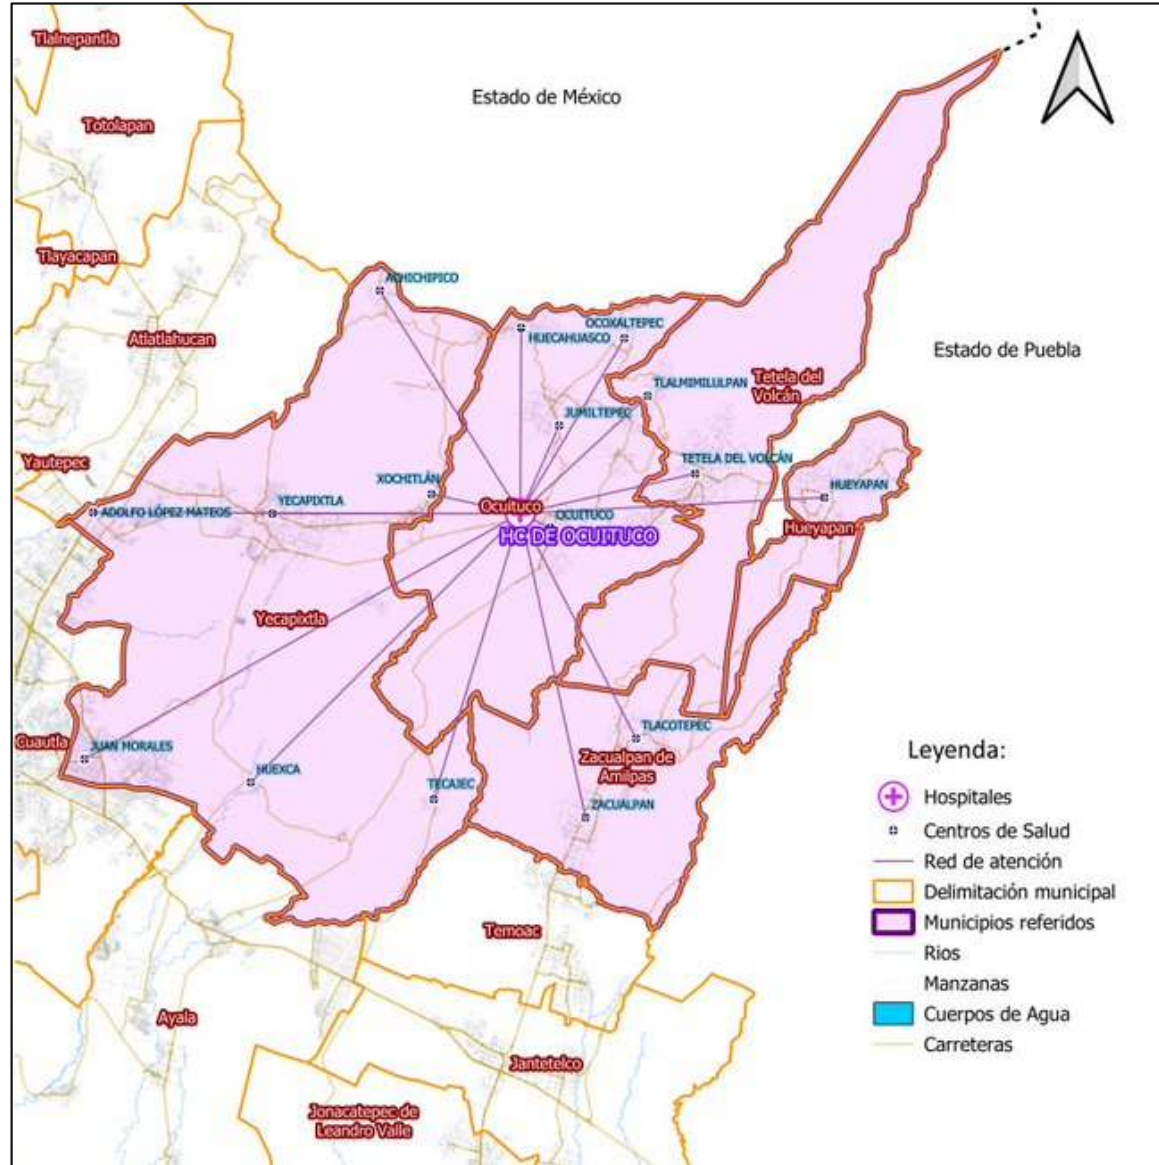 Tlalnepantla
Estado de México
Totolapan
Tlayacapan
ACHICHIPICO
Atlatlahucan
OCOXALTEPEC
HUECAHUASCO
Estado de Puebla
TLALMIMILULPAN
Tetela del
Volcán
JUMILTEPEC
Yautepec
TETELA DEL VOLCÁN
XOCHITLÁN
HUEYAPAN
Ocuituco
ADOLFO LÓPEZ MATEOS
YECAPIXTLA
OCUITUCO
Hueyapan
HC DE OCUITUCO
Yecapixtla
TLACOTEPEC
Cuautla
JUAN MORALES
Zacualpan de
Amilpas
HUEXCA
TECAJEC
ZACUALPAN
Temoac
Ayala
Jantetelco
Jonacatepec de
Leandro Valle
Leyenda:
Hospitales
Centros de Salud
Red de atención
Delimitación municipal
Municipios referidos
Rios
Manzanas
Cuerpos de Agua
Carreteras